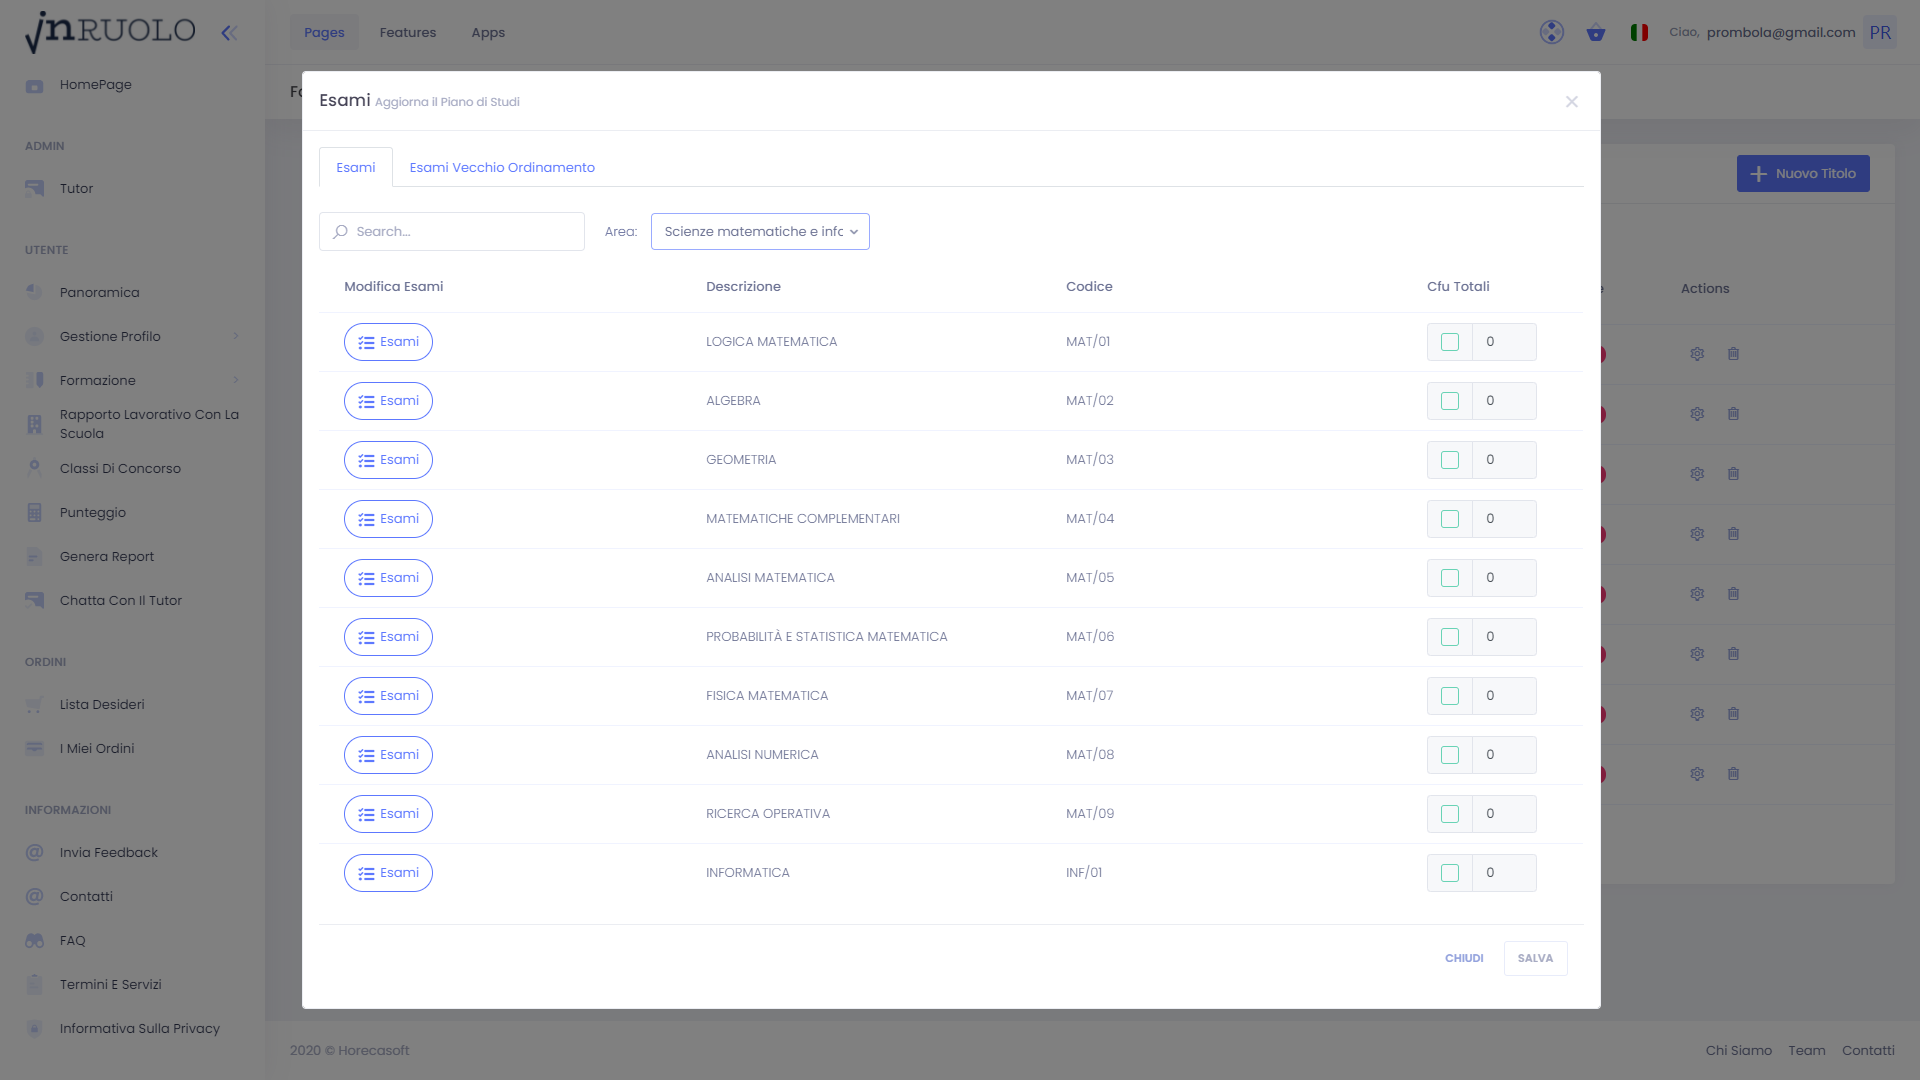 inRUOLO
Pages
Features
Apps
Ciao, prombola@gmail.com PR
HomePage
ADMIN
Tutor
UTENTE
Panoramica
Gestione Profilo
Formazione
Rapporto Lavorativo Con La
Scuola
Classi Di Concorso
Punteggio
Genera Report
Chatta Con Il Tutor
ORDINI
Lista Desideri
I Miei Ordini
INFORMAZIONI
Invia Feedback
Contatti
FAQ
Termini E Servizi
Informativa Sulla Privacy
Nuovo Titolo
Actions
Esami Aggiorna il Piano di Studi
Esami
Esami Vecchio Ordinamento
Search...
Area: Scienze matematiche e info
Modifica Esami Descrizione Codice Cfu Totali
Esami LOGICA MATEMATICA MAT/01 0
Esami ALGEBRA MAT/02 0
Esami GEOMETRIA MAT/03 0
Esami MATEMATICHE COMPLEMENTARI MAT/04 0
Esami ANALISI MATEMATICA MAT/05 0
Esami PROBABILITÀ E STATISTICA MATEMATICA MAT/06 0
Esami FISICA MATEMATICA MAT/07 0
Esami ANALISI NUMERICA MAT/08 0
Esami RICERCA OPERATIVA MAT/09 0
Esami INFORMATICA INF/01 0
CHIUDI
SALVA
2020 © Horecasoft
Chi Siamo
Team
Contatti